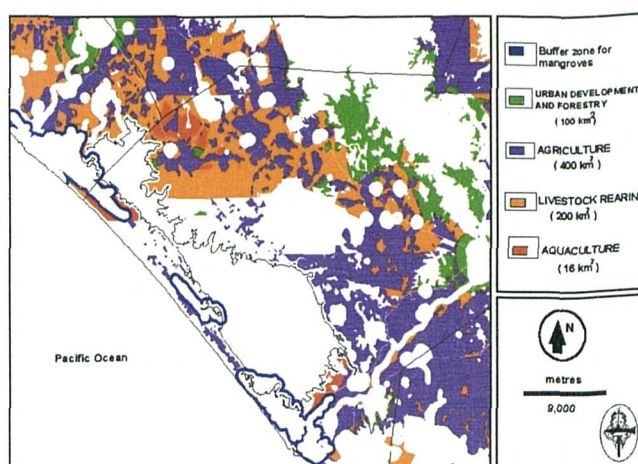 Buffer zone for
mangroves
URBAN DEVELOPMENT
AND FORESTRY
( 100 km²)
AGRICULTURE
( 400 km²)
LIVESTOCK REARIN
( 200 km²)
AQUACULTURE
( 16 km²)
N
metres
9,000
Pacific Ocean